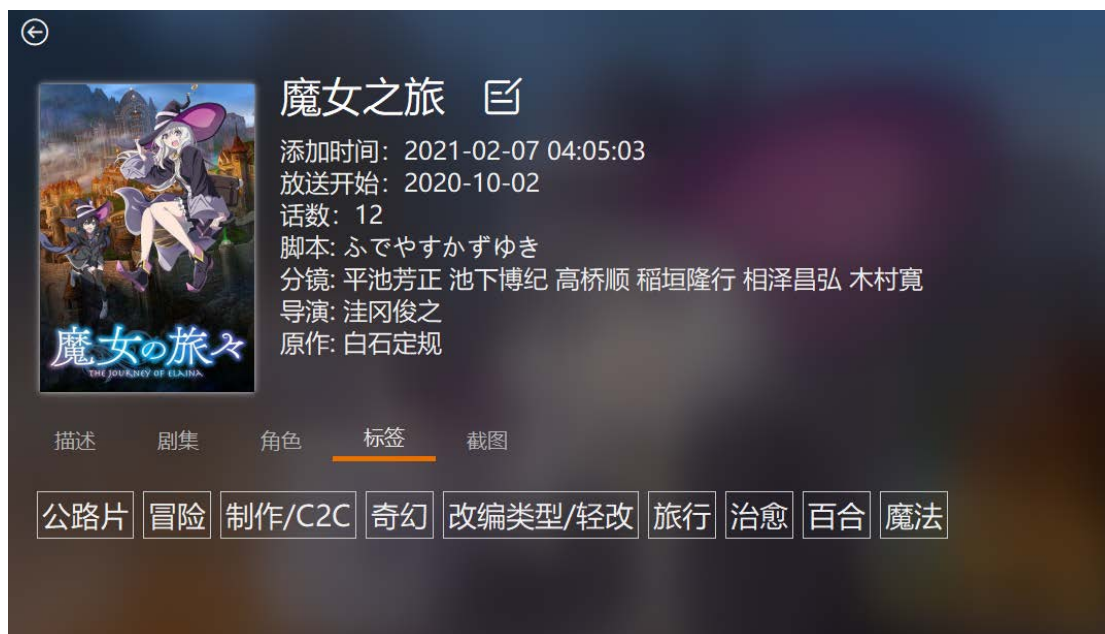 魔女之旅
添加时间: 2021-02-07 04:05:03
放送开始: 2020-10-02
话数: 12
脚本: ふでやすかずゆき
分镜: 平池芳正 池下博纪 高桥顺 稲垣隆行 相泽昌弘 木村寛
导演: 洼冈俊之
原作: 白石定规
魔女の旅々
THE JOURNEY OF ELAINA
描述 剧集 角色 标签 截图
公路片 冒险 制作/C2C 奇幻 改编类型/轻改 旅行 治愈 百合 魔法